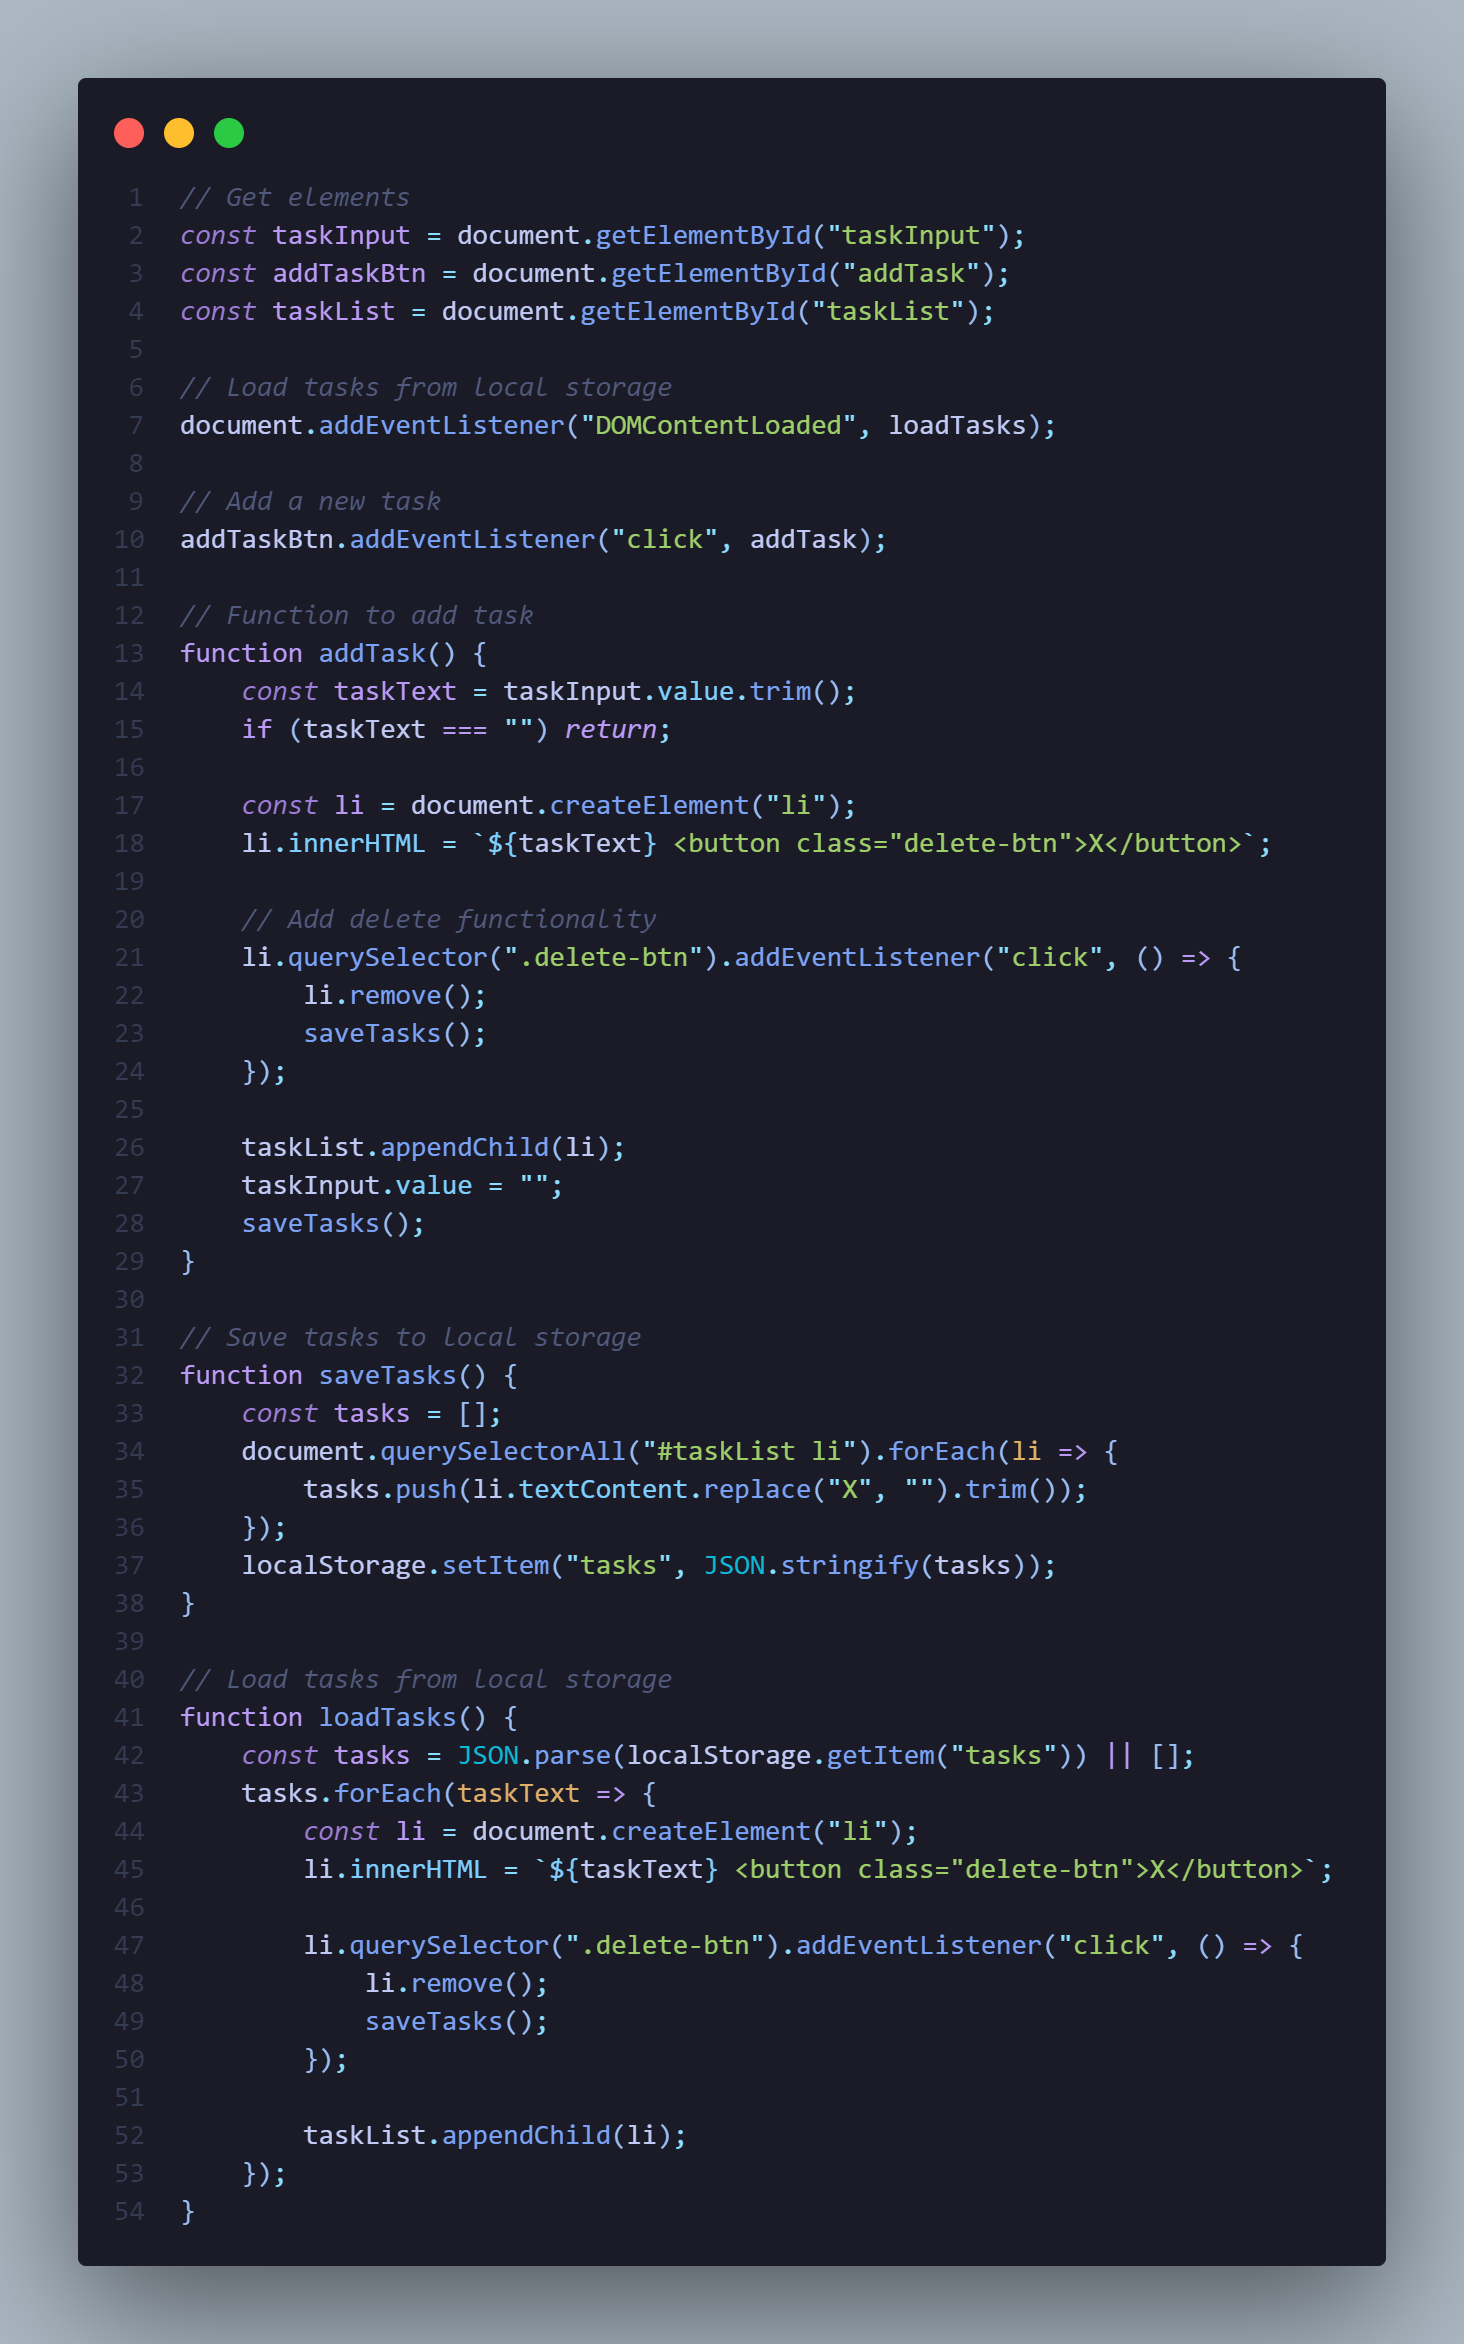 1 // Get elements
2 const taskInput = document.getElementById("taskInput");
3 const addTaskBtn = document.getElementById("addTask");
4 const taskList = document.getElementById("taskList");
5
6 // Load tasks from local storage
7 document.addEventListener("DOMContentLoaded", loadTasks);
8
9 // Add a new task
10 addTaskBtn.addEventListener("click", addTask);
11
12 // Function to add task
13 function addTask() {
14     const taskText = taskInput.value.trim();
15     if (taskText === "") return;
16
17     const li = document.createElement("li");
18     li.innerHTML = `${taskText} <button class="delete-btn">X</button>`;
19
20     // Add delete functionality
21     li.querySelector(".delete-btn").addEventListener("click", () => {
22         li.remove();
23         saveTasks();
24     });
25
26     taskList.appendChild(li);
27     taskInput.value = "";
28     saveTasks();
29 }
30
31 // Save tasks to local storage
32 function saveTasks() {
33     const tasks = [];
34     document.querySelectorAll("#taskList li").forEach(li => {
35         tasks.push(li.textContent.replace("X", "").trim());
36     });
37     localStorage.setItem("tasks", JSON.stringify(tasks));
38 }
39
40 // Load tasks from local storage
41 function loadTasks() {
42     const tasks = JSON.parse(localStorage.getItem("tasks")) || [];
43     tasks.forEach(taskText => {
44         const li = document.createElement("li");
45         li.innerHTML = `${taskText} <button class="delete-btn">X</button>`;
46
47         li.querySelector(".delete-btn").addEventListener("click", () => {
48             li.remove();
49             saveTasks();
50         });
51
52         taskList.appendChild(li);
53     });
54 }